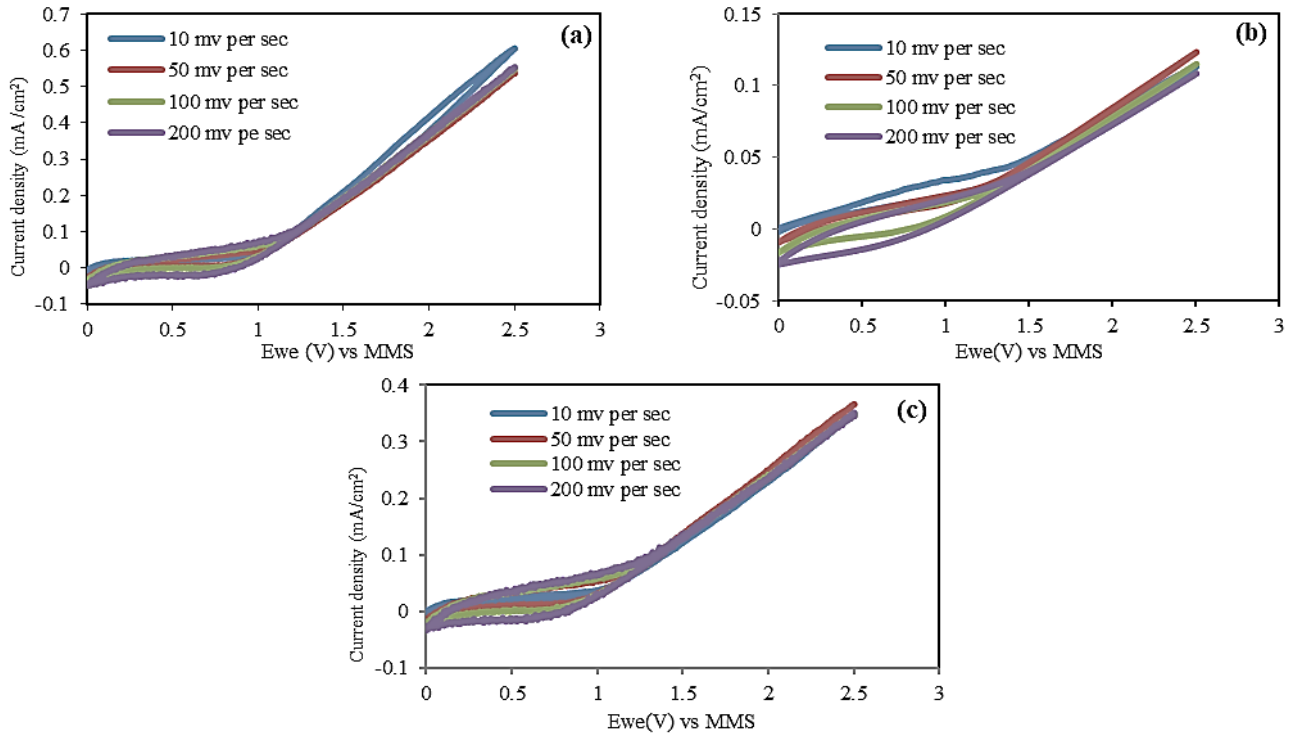 (a)
0.7
0.6
0.5
0.4
0.3
0.2
0.1
0
-0.1
10 mv per sec
50 mv per sec
100 mv per sec
200 mv pe sec
Current density (mA /cm²)
0 0.5 1 1.5 2 2.5 3
Ewe (V) vs MMS
(b)
0.15
0.1
0.05
0
-0.05
10 mv per sec
50 mv per sec
100 mv per sec
200 mv per sec
Current density (mA/cm²)
0 0.5 1 1.5 2 2.5 3
Ewe(V) vs MMS
(c)
0.4
0.3
0.2
0.1
0
-0.1
10 mv per sec
50 mv per sec
100 mv per sec
200 mv per sec
Current density (mA/cm²)
0 0.5 1 1.5 2 2.5 3
Ewe(V) vs MMS